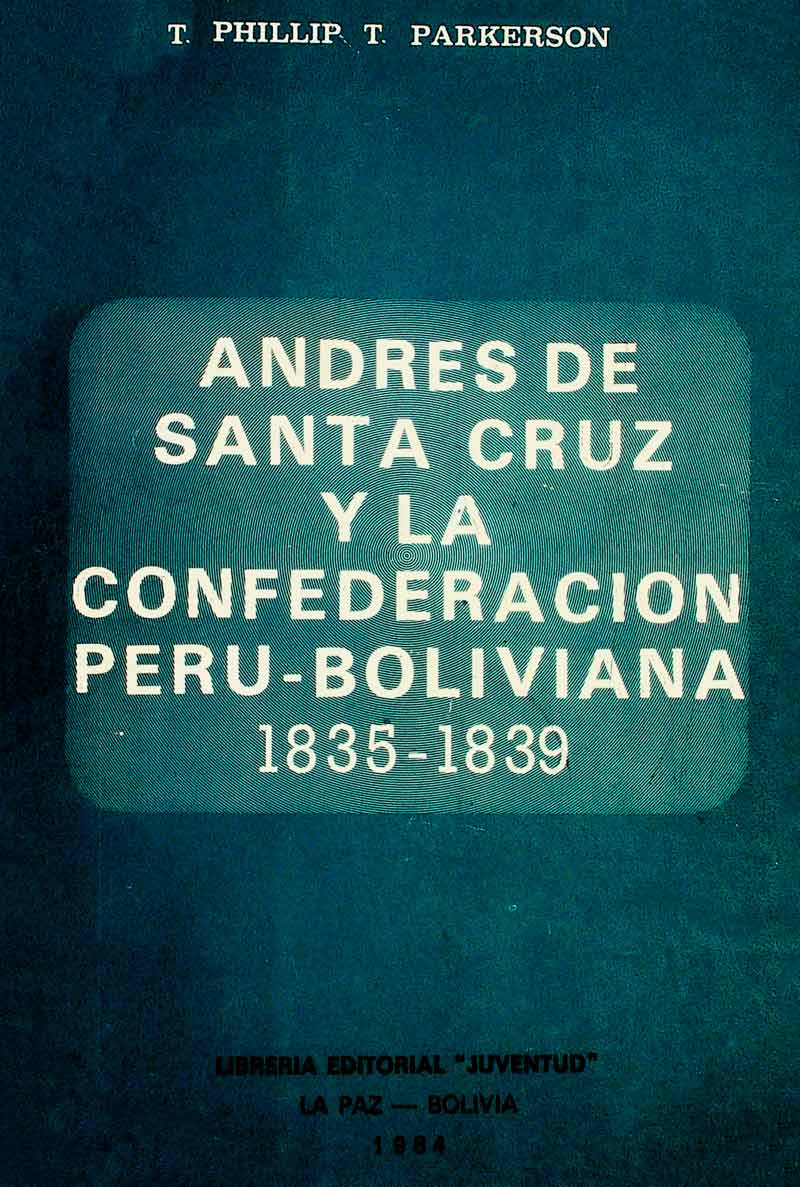 T. PHILLIP T. PARKERSON
ANDRES DE
SANTA CRUZ
Y LA
CONFEDERACION
PERU-BOLIVIANA
1835-1839
LIBRERIA EDITORIAL "JUVENTUD"
LA PAZ — BOLIVIA
1984